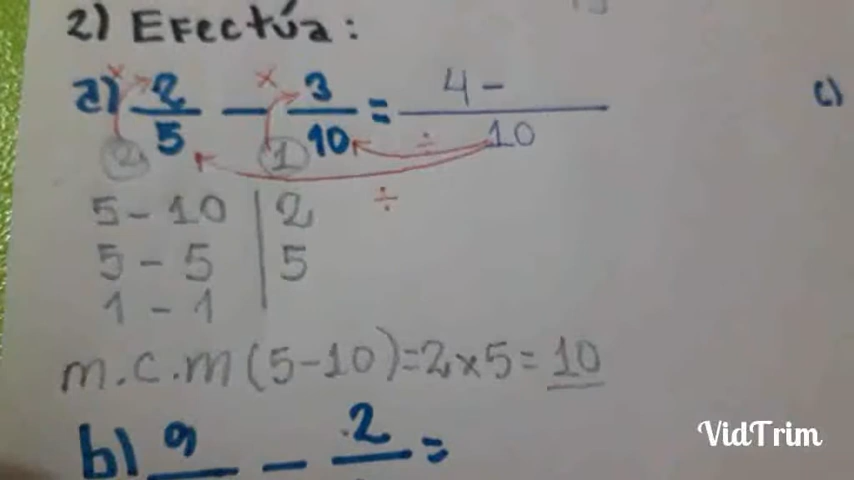 2) Efectúa:
a) 2/5 - 3/10 = 4 - /10
c)
x x
2 1 ÷
÷
5 - 10 | 2
5 - 5 | 5
1 - 1
m.c.m (5-10) = 2x5 = 10
b) 9 - 2 =
VidTrim